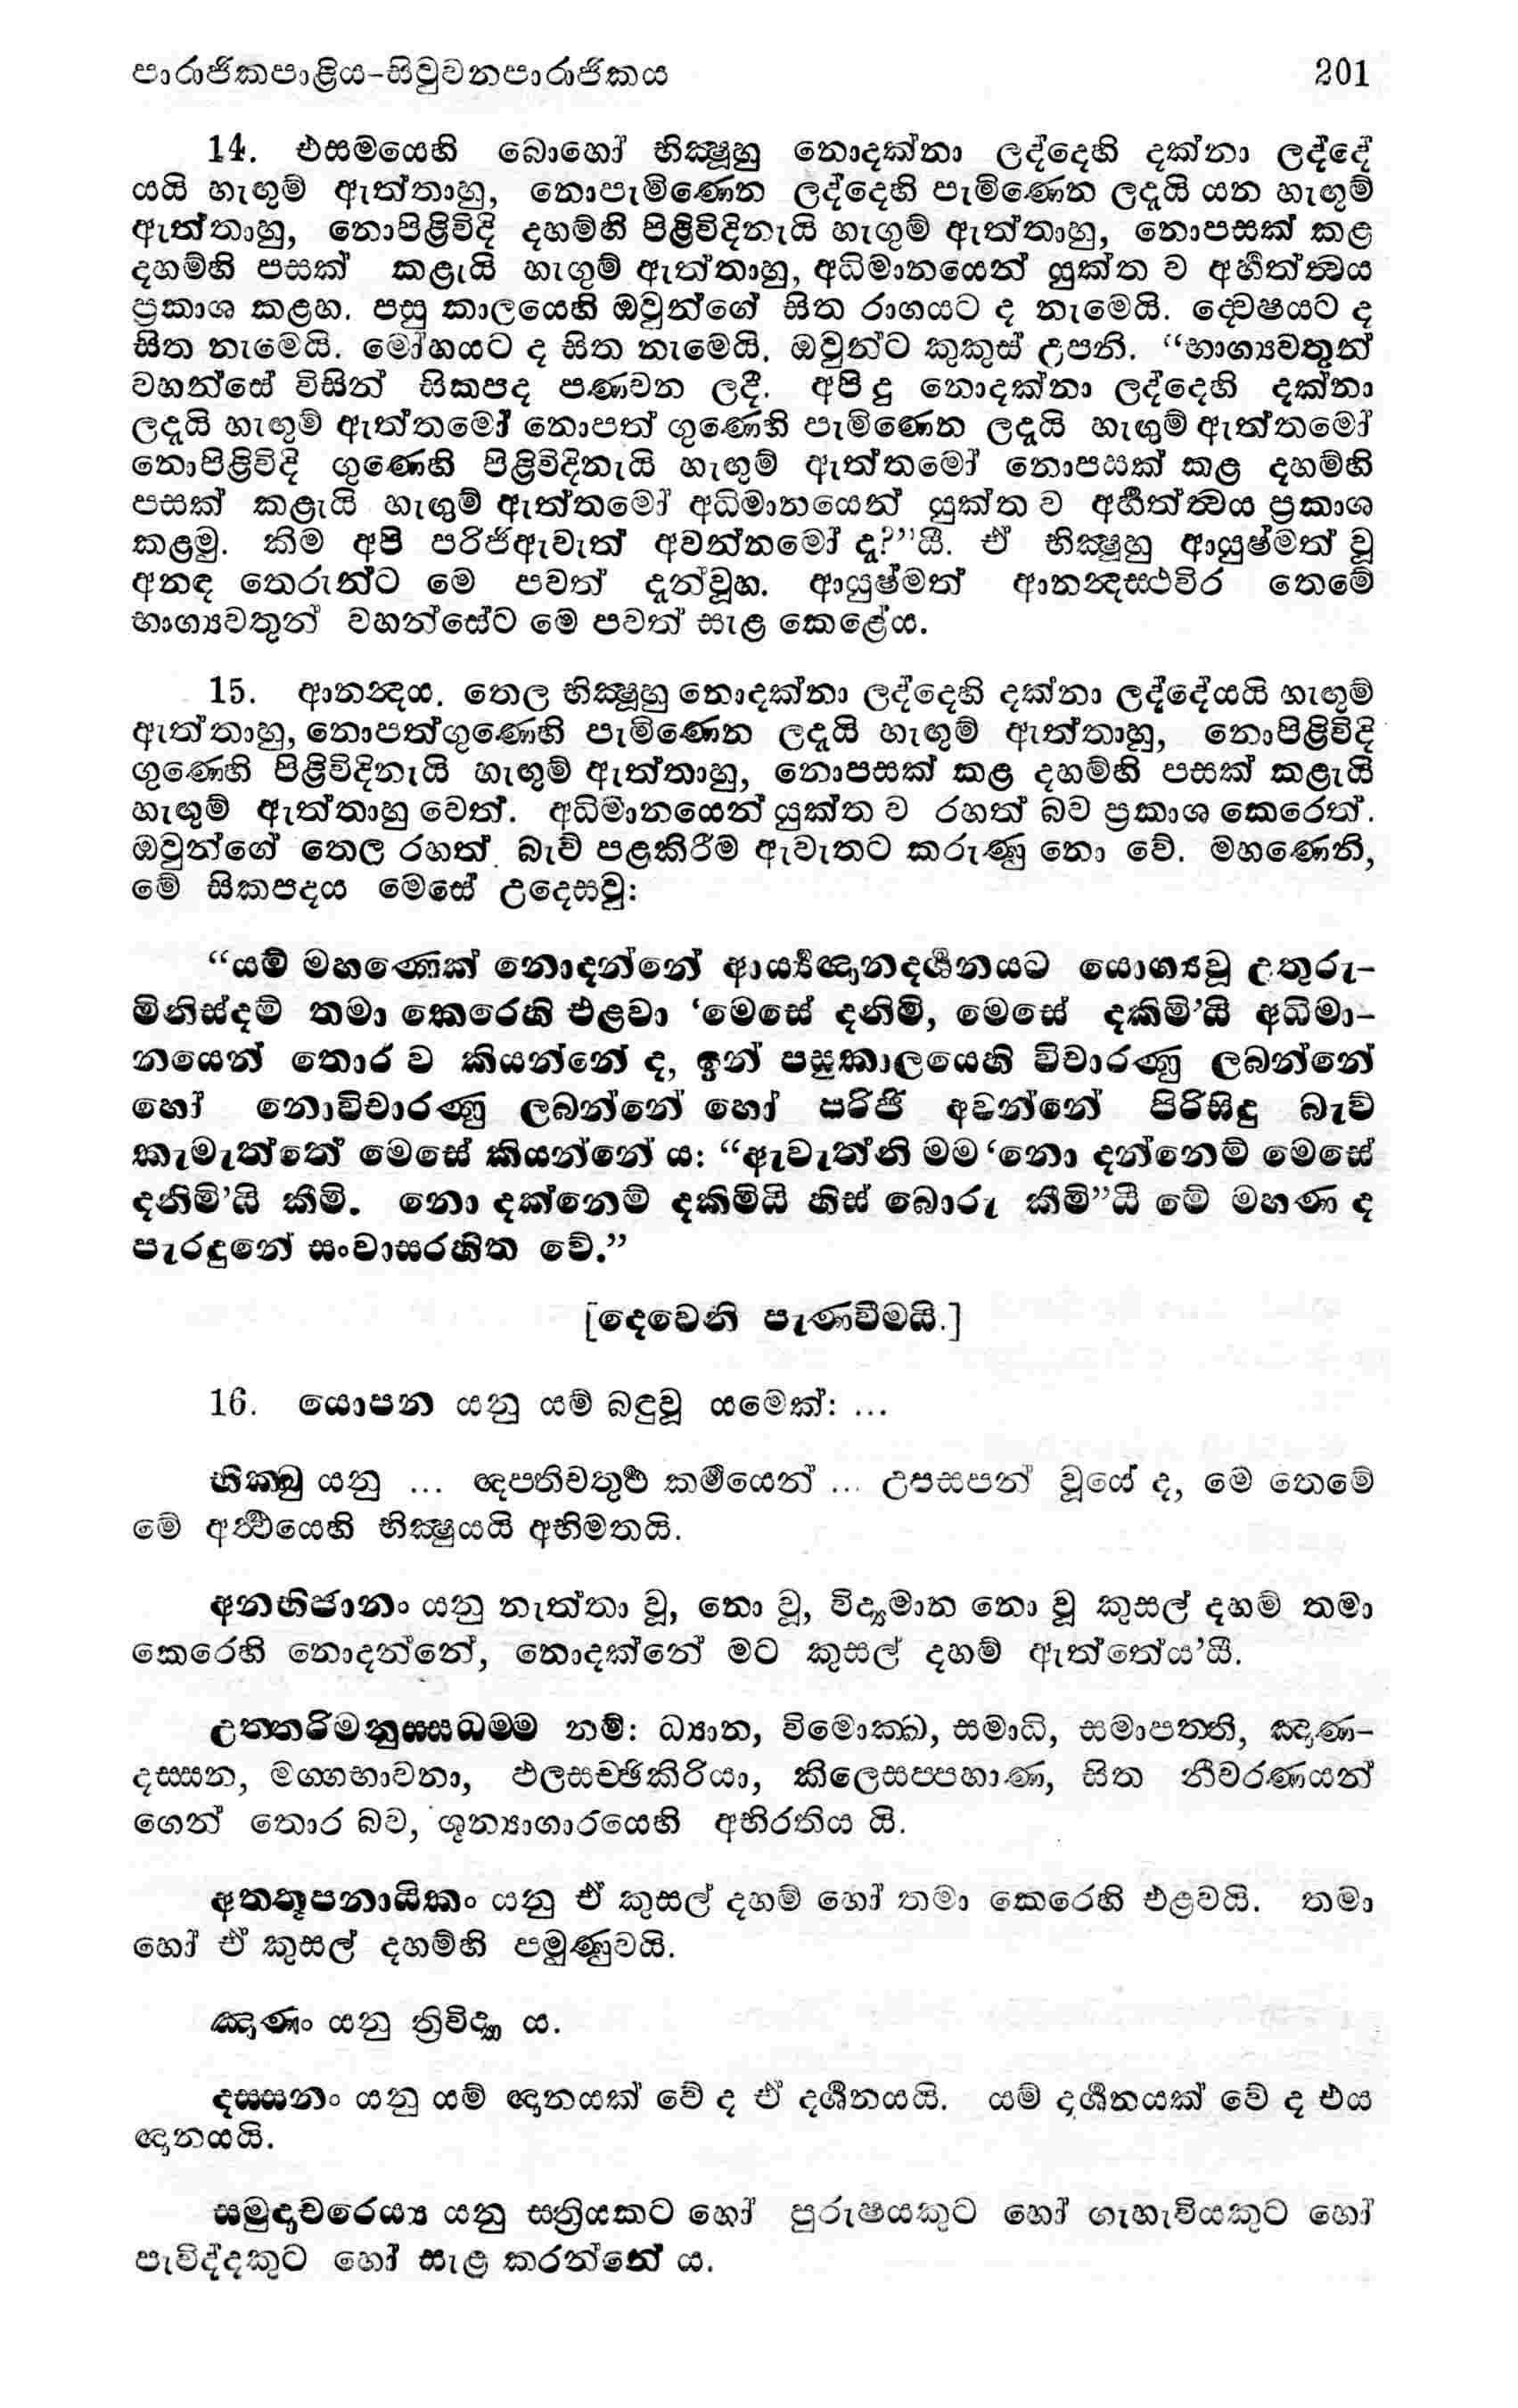 පාරාජිකපාළිය-සිවුවනපාරාජිකය 201
14. එසමයෙහි බොහෝ භික්‍ෂූහු නොදක්නා ලද්දෙහි දක්නා ලද්දේ
යයි හැඟුම් ඇත්තාහු, නොපැමිණෙන ලද්දෙහි පැමිණෙන ලදැයි යන හැඟුම්
ඇත්තාහු, නොපිළිවිදි දහම්හි පිළිවිදිනැයි හැගුම් ඇත්තාහු, නොපසක් කළ
දහම්හි පසක් කළැයි හැගුම් ඇත්තාහු, අධිමානයෙන් යුක්ත ව අර්හත්ත්‍වය
ප්‍රකාශ කළහ. පසු කාලයෙහි ඔවුන්ගේ සිත රාගයට ද නැමෙයි. ද්‍වෙෂයට ද
සිත නැමෙයි. මෝහයට ද සිත නැමෙයි. ඔවුන්ට කුකුස් උපනි. “භාග්‍යවතුන්
වහන්සේ විසින් සිකපද පණවන ලදී. අපි දු නොදක්නා ලද්දෙහි දක්නා
ලදැයි හැඟුම් ඇත්තමෝ නොපත් ගුණෙහි පැමිණෙන ලදැයි හැඟුම් ඇත්තමෝ
නොපිළිවිදි ගුණෙහි පිළිවිදිනැයි හැඟුම් ඇත්තමෝ නොපසක් කළ දහම්හි
පසක් කළැයි හැඟුම් ඇත්තමෝ අධිමානයෙන් යුක්ත ව අර්හත්ත්‍වය ප්‍රකාශ
කළමු. කිම අපි පරිජිඇවැත් අවන්නමෝ දැ?”යි. ඒ භික්‍ෂූහු ආයුෂ්මත් වූ
අනඳ තෙරුන්ට මෙ පවත් දැන්වූහ. ආයුෂ්මත් ආනන්‍දස්‍ථවිර තෙමේ
භාග්‍යවතුන් වහන්සේට මෙ පවත් සැළ කෙළේය.
15. ආනන්‍දය. තෙල භික්‍ෂූහු නොදක්නා ලද්දෙහි දක්නා ලද්දේයයි හැඟුම්
ඇත්තාහු, නොපත්ගුණෙහි පැමිණෙන ලදැයි හැඟුම් ඇත්තාහු, නොපිළිවිදි
ගුණෙහි පිළිවිදිනැයි හැඟුම් ඇත්තාහු, නොපසක් කළ දහම්හි පසක් කළැයි
හැඟුම් ඇත්තාහු වෙත්. අධිමානයෙන් යුක්ත ව රහත් බව ප්‍රකාශ කෙරෙත්.
ඔවුන්ගේ තෙල රහත් බැව් පළකිරීම ඇවැතට කරුණු නො වේ. මහණෙනි,
මේ සිකපදය මෙසේ උදෙසවු:
“යම් මහණෙක් නොදන්නේ ආර්‍ය්‍යඥානදර්ශනයට යොග්‍යවූ උතුරු-
මිනිස්දම් තමා කෙරෙහි එළවා ‘මෙසේ දනිමි, මෙසේ දකිමි’යි අධිමා-
නයෙන් තොර ව කියන්නේ ද, ඉන් පසුකාලයෙහි විචාරණු ලබන්නේ
හෝ නොවිචාරණු ලබන්නේ හෝ පරිජි අවන්නේ පිරිසිදු බැව්
කැමැත්තේ මෙසේ කියන්නේ ය: “ඇවැත්නි මම ‘නො දන්නෙම් මෙසේ
දනිමි’යි කීමි. නො දක්නෙම් දකිමියි හිස් බොරු කීමි”යි මේ මහණ ද
පැරදුනේ සංවාසරහිත වේ.”
[දෙවෙනි පැණවීමයි.]
16. යොපන යනු යම් බඳුවූ යමෙක්: ...
භික්ඛු යනු ... ඥප්තිචතුර්ථ කර්මයෙන් ... උපසපන් වූයේ ද, මෙ තෙමේ
මේ අර්ථයෙහි භික්‍ෂුයයි අභිමතයි.
අනභිජානං යනු නැත්තා වූ, නො වූ, විද්‍යමාන නො වූ කුසල් දහම් තමා
කෙරෙහි නොදන්නේ, නොදක්නේ මට කුසල් දහම් ඇත්තේය’යි.
උත්තරිමනුස්සධම්ම නම්: ධ්‍යාන, විමොක්ඛ, සමාධි, සමාපත්ති, ඤාණ-
දස්සන, මග්ගභාවනා, ඵලසච්ඡිකිරියා, කිලෙසප්පහාණ, සිත නීවරණයන්
ගෙන් තොර බව, ශූන්‍යාගාරයෙහි අභිරතිය යි.
අත්තූපනායිකං යනු ඒ කුසල් දහම් හෝ තමා කෙරෙහි එළවයි. තමා
හෝ ඒ කුසල් දහම්හි පමුණුවයි.
ඤාණං යනු ත්‍රිවිද්‍යා ය.
දස්සනං යනු යම් ඥානයක් වේ ද ඒ දර්ශනයයි. යම් දර්ශනයක් වේ ද එය
ඥානයයි.
සමුදාචරෙය්‍ය යනු ස්ත්‍රියකට හෝ පුරුෂයකුට හෝ ගැහැවියකුට හෝ
පැවිද්දකුට හෝ සැළ කරන්නේ ය.